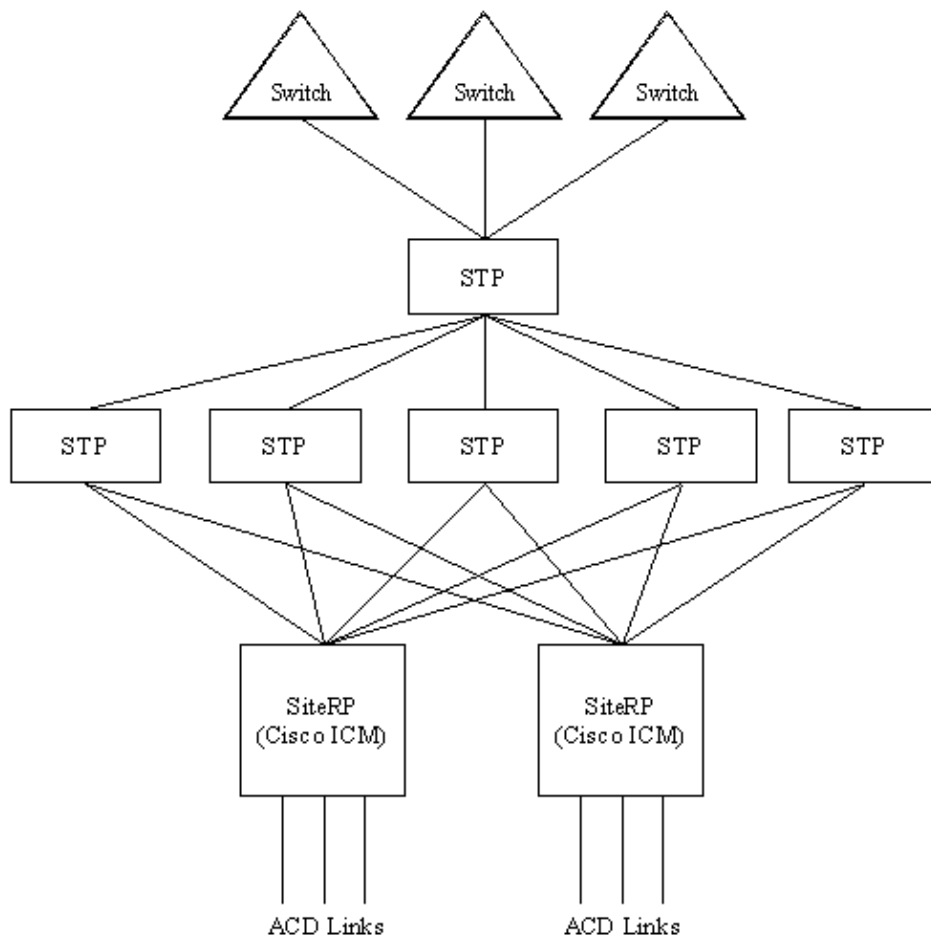 Switch
Switch
Switch
STP
STP
STP
STP
STP
STP
SiteRP
(Cisco ICM)
SiteRP
(Cisco ICM)
ACD Links
ACD Links